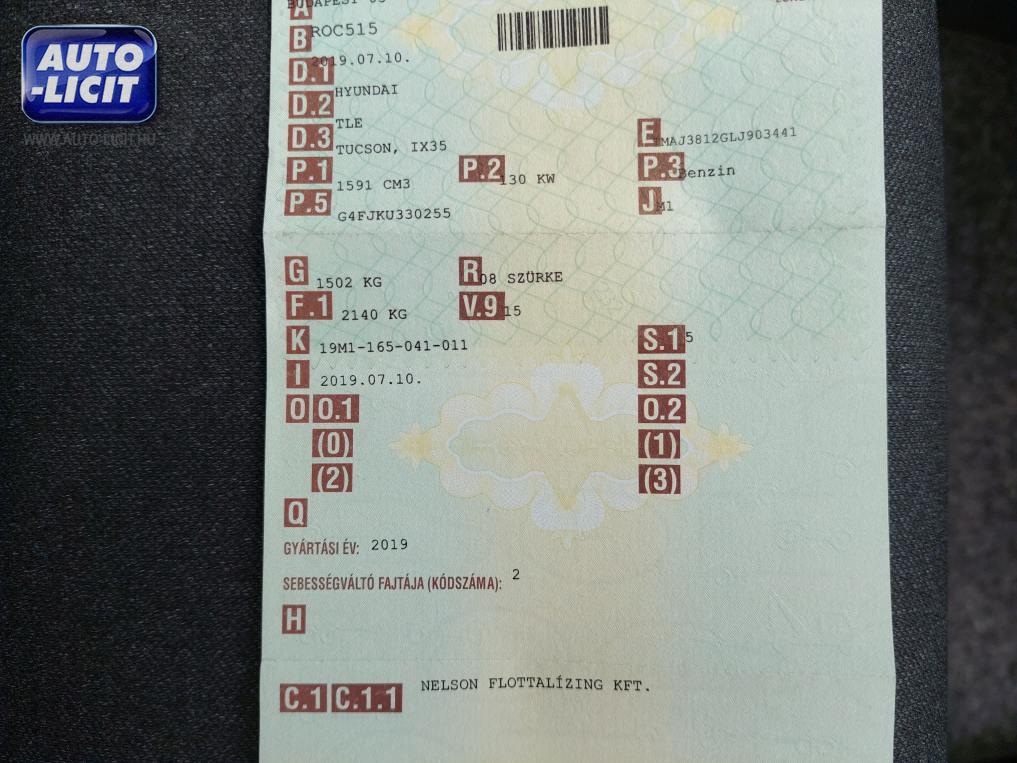 AUTO
-LICIT
WWW.AUTO-LICIT.HU
A BUDAPEST 03
B ROC515
2019.07.10.
D.1 HYUNDAI
D.2 TLE
D.3 TUCSON, IX35 E TMAJ3812GLJ903441
P.1 1591 CM3 P.2 130 KW P.3 Benzin
P.5 G4FJKU330255 J M1
G 1502 KG R 08 SZÜRKE
F.1 2140 KG V.9 15
K 19M1-165-041-011 S.1 5
I 2019.07.10. S.2
O O.1 O.2
(0) (1)
(2) (3)
Q
GYÁRTÁSI ÉV: 2019
SEBESSÉGVÁLTÓ FAJTÁJA (KÓDSZÁMA): 2
H
C.1 C.1.1 NELSON FLOTTALÍZING KFT.